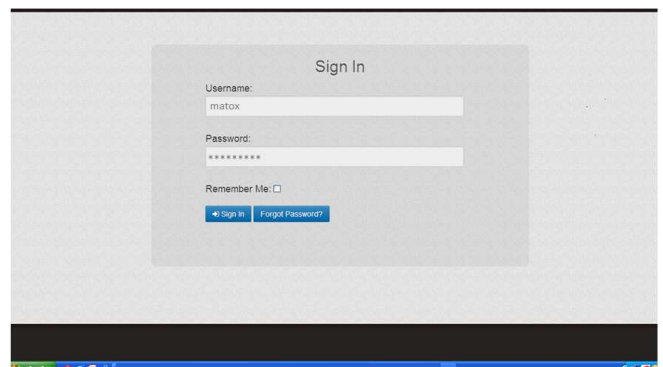 Sign In
Username:
matox
Password:
*********
Remember Me:
Sign In Forgot Password?